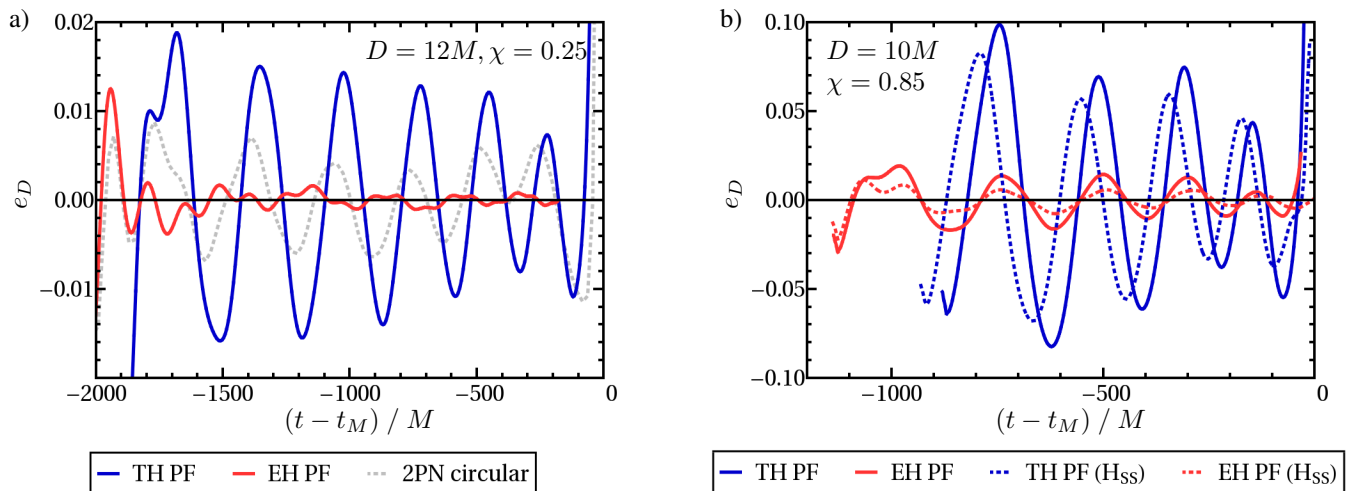 a)
D = 12M, χ = 0.25
0.02
0.01
0.00
−0.01
e_D
−2000 −1500 −1000 −500 0
(t − t_M) / M
TH PF EH PF 2PN circular
b)
D = 10M
χ = 0.85
0.10
0.05
0.00
−0.05
−0.10
e_D
−1000 −500 0
(t − t_M) / M
TH PF EH PF TH PF (H_SS) EH PF (H_SS)